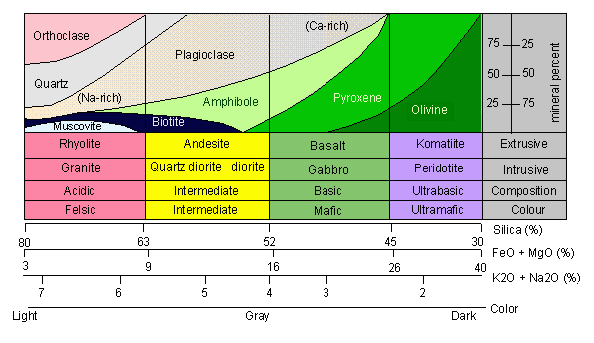 Orthoclase
(Ca-rich)
Plagioclase
75 50 25
25 50 75
mineral percent
Quartz
(Na-rich)
Amphibole
Pyroxene
Olivine
Muscovite
Biotite
Rhyolite Andesite Basalt Komatiite Extrusive
Granite Quartz diorite diorite Gabbro Peridotite Intrusive
Acidic Intermediate Basic Ultrabasic Composition
Felsic Intermediate Mafic Ultramafic Colour
Silica (%)
80 63 52 45 30
FeO + MgO (%)
3 9 16 26 40
K2O + Na2O (%)
7 6 5 4 3 2
Color
Light Gray Dark